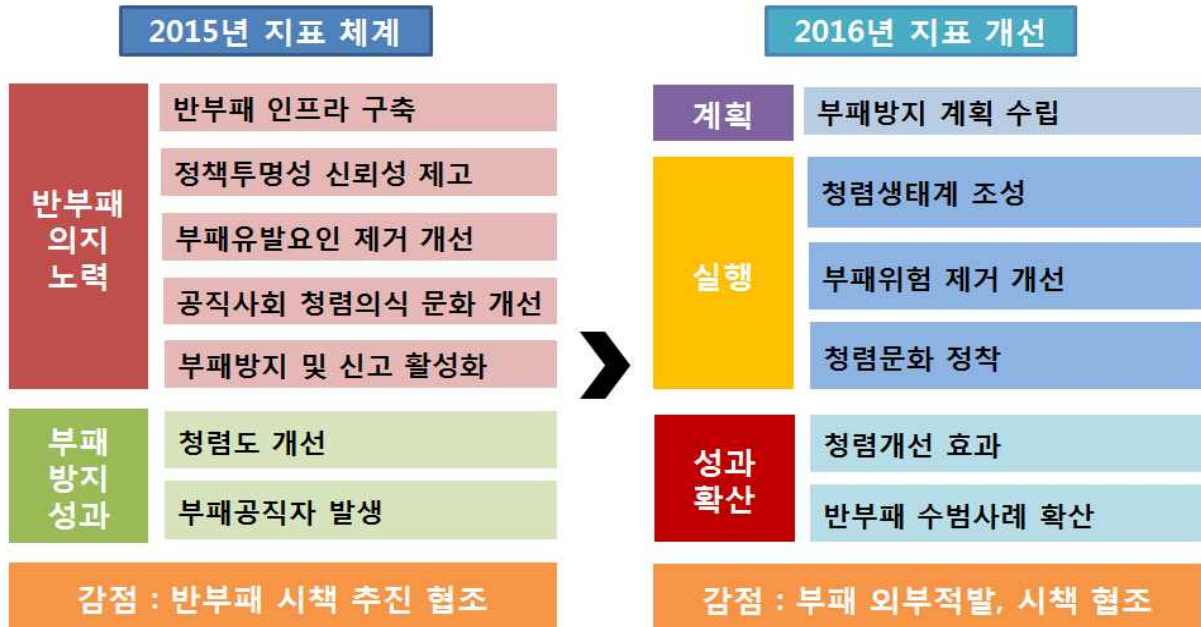 2015년 지표 체계
반부패
의지
노력
반부패 인프라 구축
정책투명성 신뢰성 제고
부패유발요인 제거 개선
공직사회 청렴의식 문화 개선
부패방지 및 신고 활성화
부패
방지
성과
청렴도 개선
부패공직자 발생
감점 : 반부패 시책 추진 협조
2016년 지표 개선
계획
부패방지 계획 수립
실행
청렴생태계 조성
부패위험 제거 개선
청렴문화 정착
성과
확산
청렴개선 효과
반부패 수범사례 확산
감점 : 부패 외부적발, 시책 협조